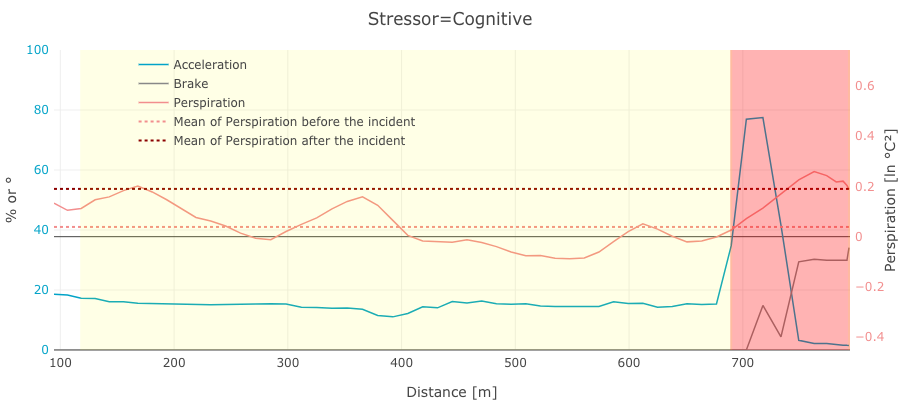 Stressor=Cognitive
100
80
60
40
20
0
% or °
Acceleration
Brake
Perspiration
Mean of Perspiration before the incident
Mean of Perspiration after the incident
0.6
0.4
0.2
0
−0.2
−0.4
Perspiration [ln °C²]
100 200 300 400 500 600 700
Distance [m]